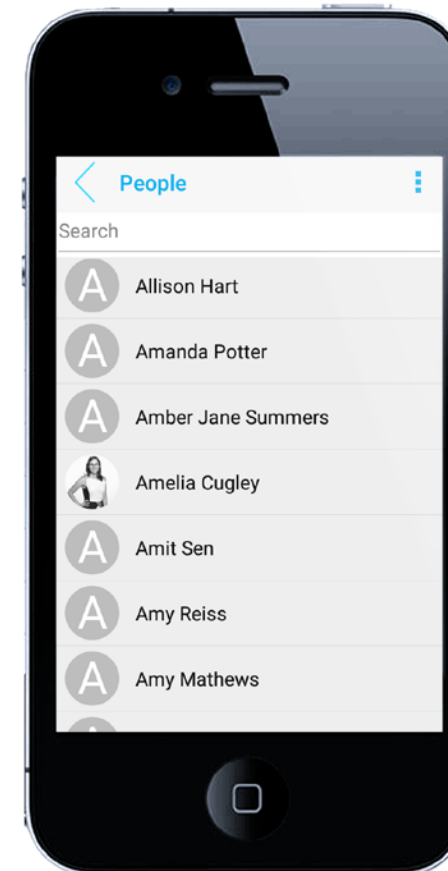 People
Search
A Allison Hart
A Amanda Potter
A Amber Jane Summers
Amelia Cugley
A Amit Sen
A Amy Reiss
A Amy Mathews